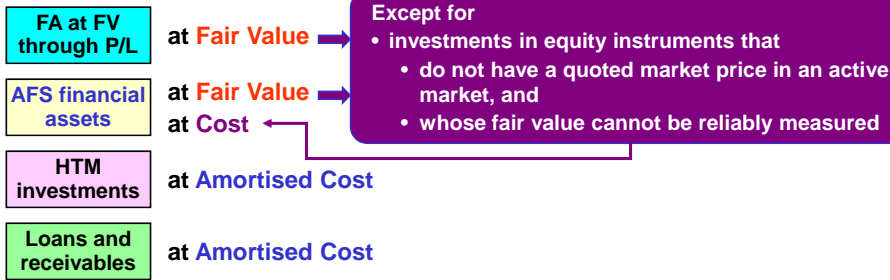 FA at FV
through P/L
at Fair Value
Except for
• investments in equity instruments that
• do not have a quoted market price in an active
market, and
• whose fair value cannot be reliably measured
AFS financial
assets
at Fair Value
at Cost
HTM
investments
at Amortised Cost
Loans and
receivables
at Amortised Cost